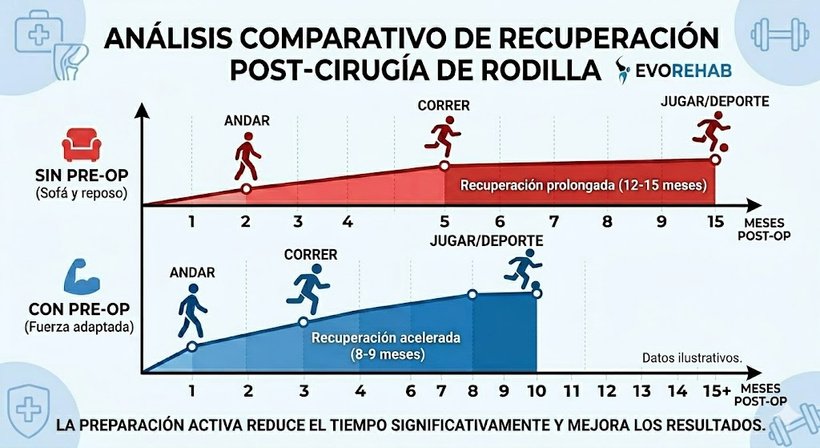 ANÁLISIS COMPARATIVO DE RECUPERACIÓN
POST-CIRUGÍA DE RODILLA EVOREHAB
SIN PRE-OP
(Sofá y reposo)
ANDAR
CORRER
JUGAR/DEPORTE
Recuperación prolongada (12-15 meses)
1 2 3 4 5 6 7 8 9 15
MESES
POST-OP
CON PRE-OP
(Fuerza adaptada)
ANDAR
CORRER
JUGAR/DEPORTE
Recuperación acelerada
(8-9 meses)
Datos ilustrativos.
1 2 3 4 6 7 8 9 10 11 12 13 14 15+
MESES
POST-OP
LA PREPARACIÓN ACTIVA REDUCE EL TIEMPO SIGNIFICATIVAMENTE Y MEJORA LOS RESULTADOS.